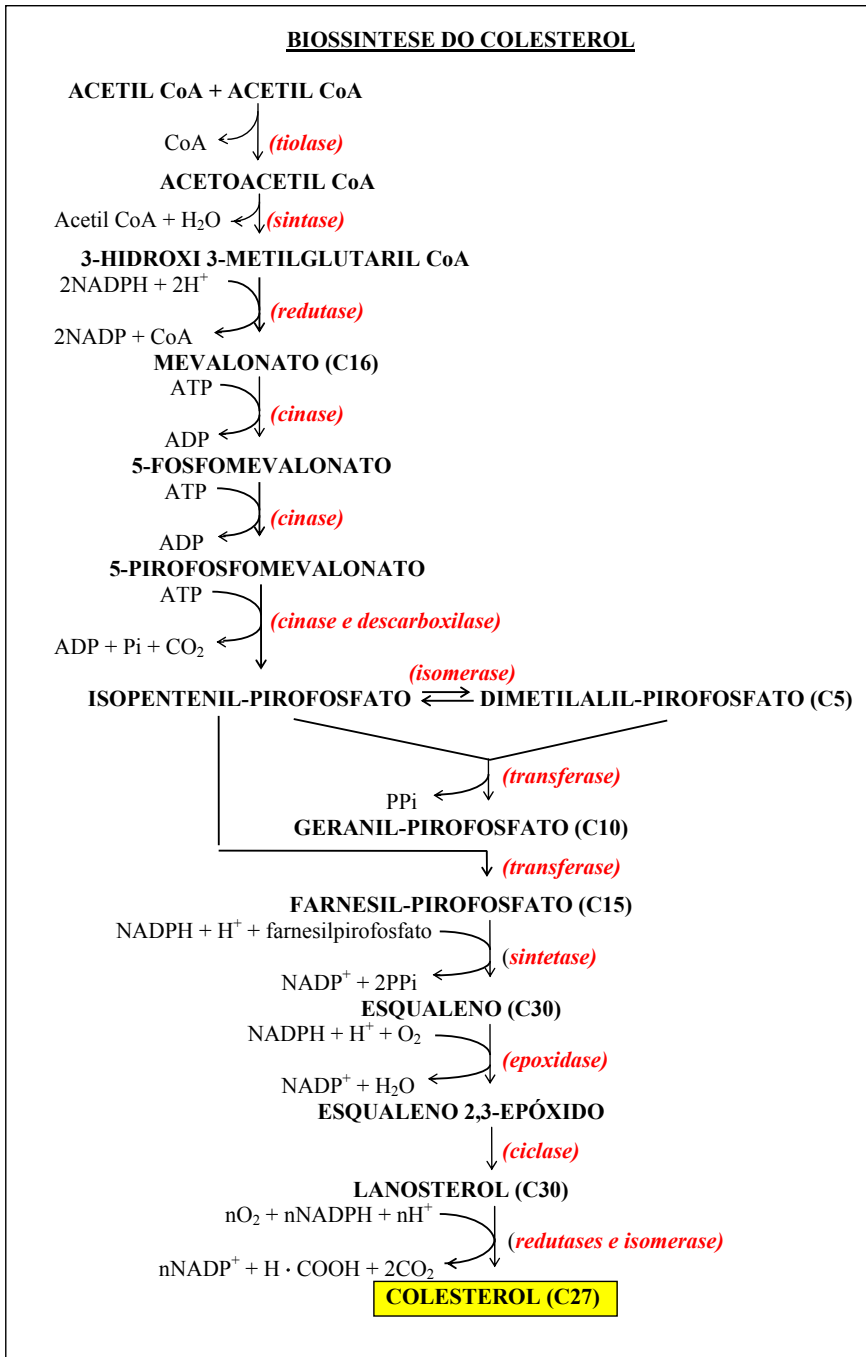 BIOSSINTESE DO COLESTEROL
ACETIL CoA + ACETIL CoA
CoA
(tiolase)
ACETOACETIL CoA
Acetil CoA + H₂O
(sintase)
3-HIDROXI 3-METILGLUTARIL CoA
2NADPH + 2H⁺
(redutase)
2NADP + CoA
MEVALONATO (C16)
ATP
(cinase)
ADP
5-FOSFOMEVALONATO
ATP
(cinase)
ADP
5-PIROFOSFOMEVALONATO
ATP
(cinase e descarboxilase)
ADP + Pi + CO₂
(isomerase)
ISOPENTENIL-PIROFOSFATO DIMETILALIL-PIROFOSFATO (C5)
(transferase)
PPi
GERANIL-PIROFOSFATO (C10)
(transferase)
FARNESIL-PIROFOSFATO (C15)
NADPH + H⁺ + farnesilpirofosfato
(sintetase)
NADP⁺ + 2PPi
ESQUALENO (C30)
NADPH + H⁺ + O₂
(epoxidase)
NADP⁺ + H₂O
ESQUALENO 2,3-EPÓXIDO
(ciclase)
LANOSTEROL (C30)
nO₂ + nNADPH + nH⁺
(redutases e isomerase)
nNADP⁺ + H · COOH + 2CO₂
COLESTEROL (C27)